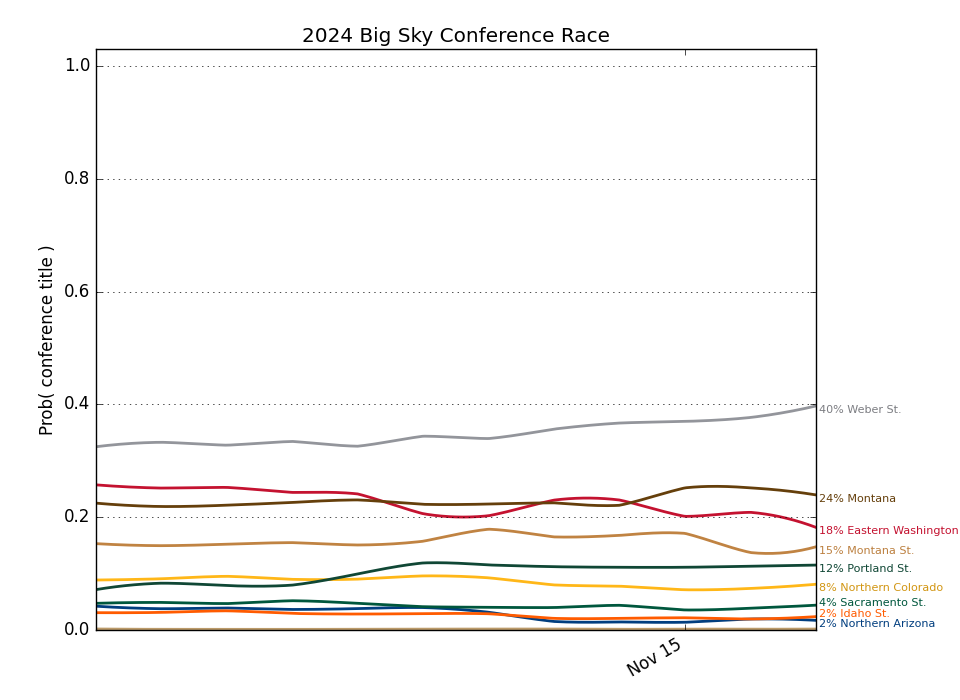 2024 Big Sky Conference Race
1.0
0.8
0.6
0.4
0.2
0.0
Prob( conference title )
Nov 15
40% Weber St.
24% Montana
18% Eastern Washington
15% Montana St.
12% Portland St.
8% Northern Colorado
4% Sacramento St.
2% Idaho St.
2% Northern Arizona